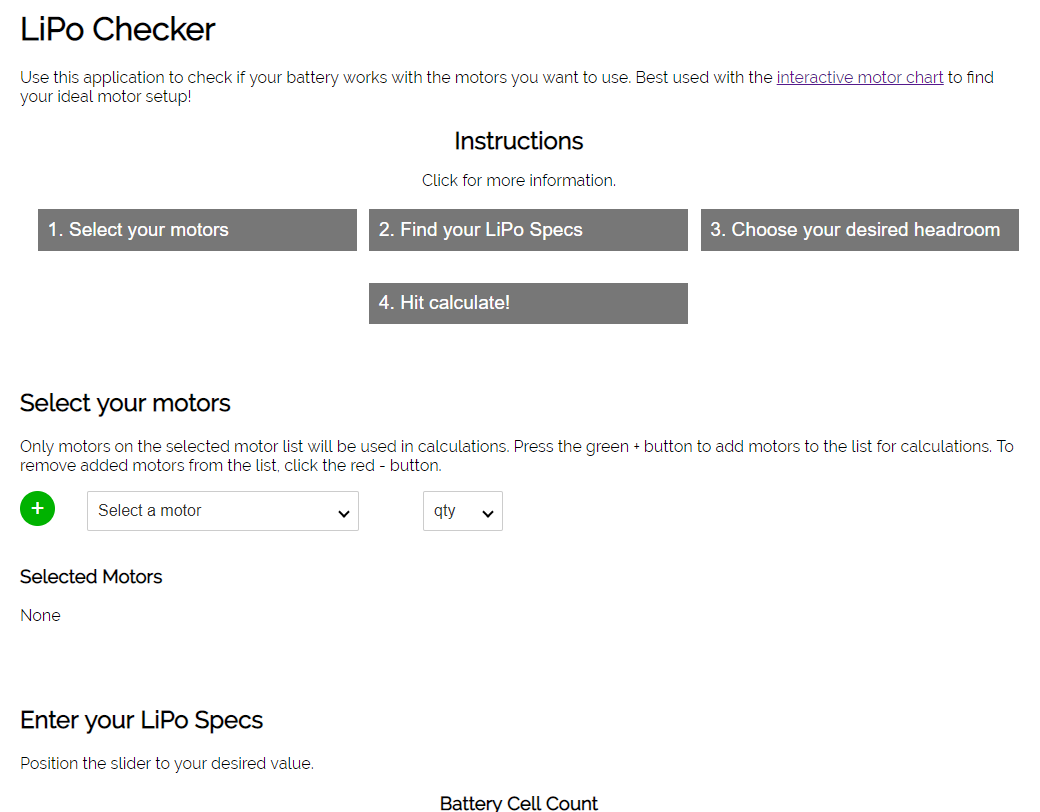 LiPo Checker
Use this application to check if your battery works with the motors you want to use. Best used with the interactive motor chart to find
your ideal motor setup!
Instructions
Click for more information.
1. Select your motors
2. Find your LiPo Specs
3. Choose your desired headroom
4. Hit calculate!
Select your motors
Only motors on the selected motor list will be used in calculations. Press the green + button to add motors to the list for calculations. To
remove added motors from the list, click the red - button.
+
Select a motor
qty
Selected Motors
None
Enter your LiPo Specs
Position the slider to your desired value.
Battery Cell Count